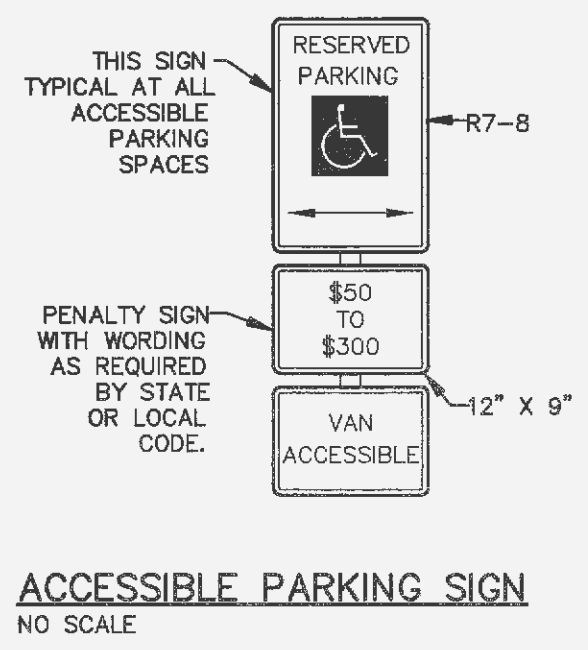 THIS SIGN
TYPICAL AT ALL
ACCESSIBLE
PARKING
SPACES
RESERVED
PARKING
R7-8
PENALTY SIGN
WITH WORDING
AS REQUIRED
BY STATE
OR LOCAL
CODE.
$50
TO
$300
12" X 9"
VAN
ACCESSIBLE
ACCESSIBLE PARKING SIGN
NO SCALE